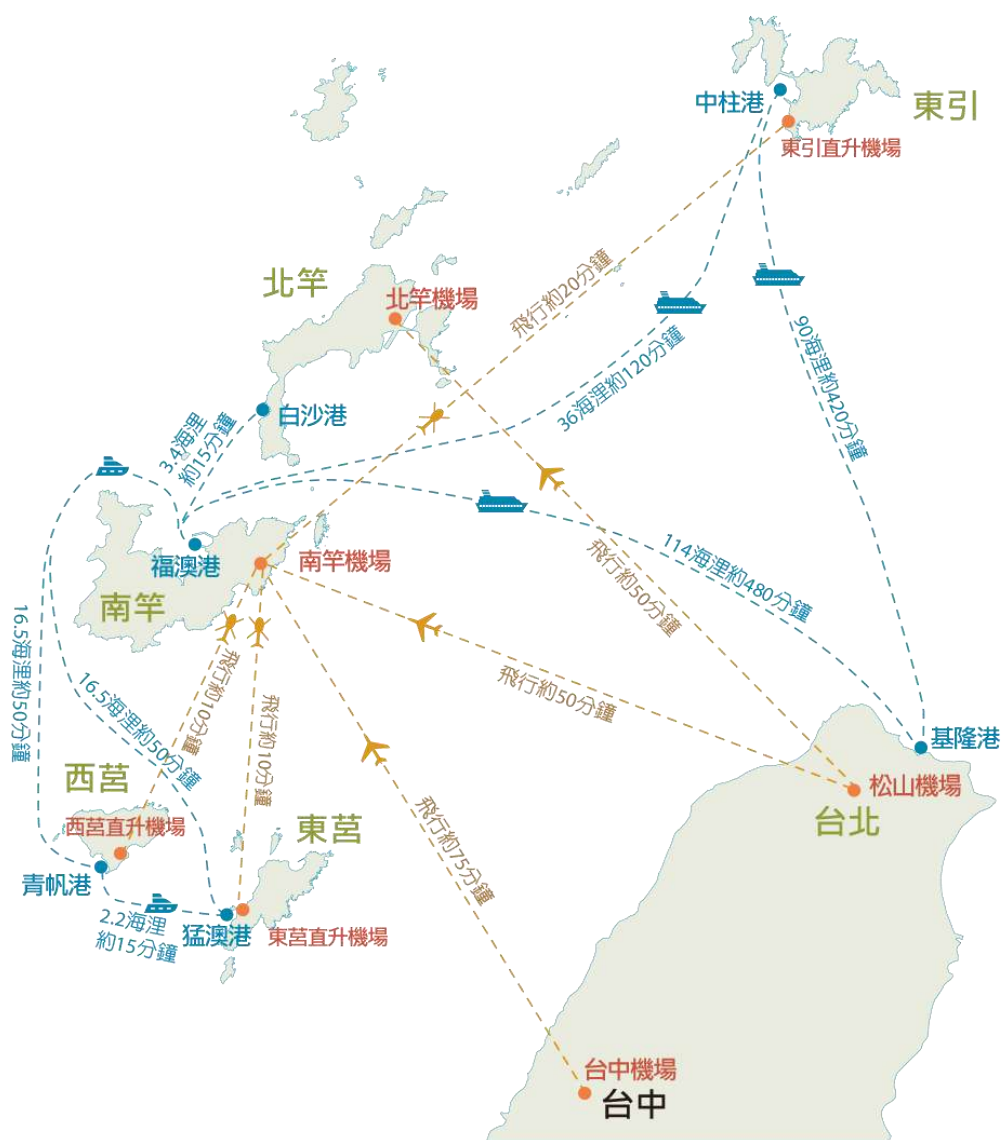 中柱港
東引
東引直升機場
北竿
北竿機場
飛行約20分鐘
36海浬約120分鐘
90海浬約420分鐘
白沙港
3.4海浬
約15分鐘
福澳港
南竿機場
南竿
114海浬約480分鐘
飛行約50分鐘
飛行約50分鐘
16.5海浬約50分鐘
16.5海浬約50分鐘
飛行約10分鐘
飛行約10分鐘
基隆港
松山機場
台北
西莒
西莒直升機場
東莒
飛行約75分鐘
青帆港
2.2海浬
約15分鐘
猛澳港
東莒直升機場
台中機場
台中